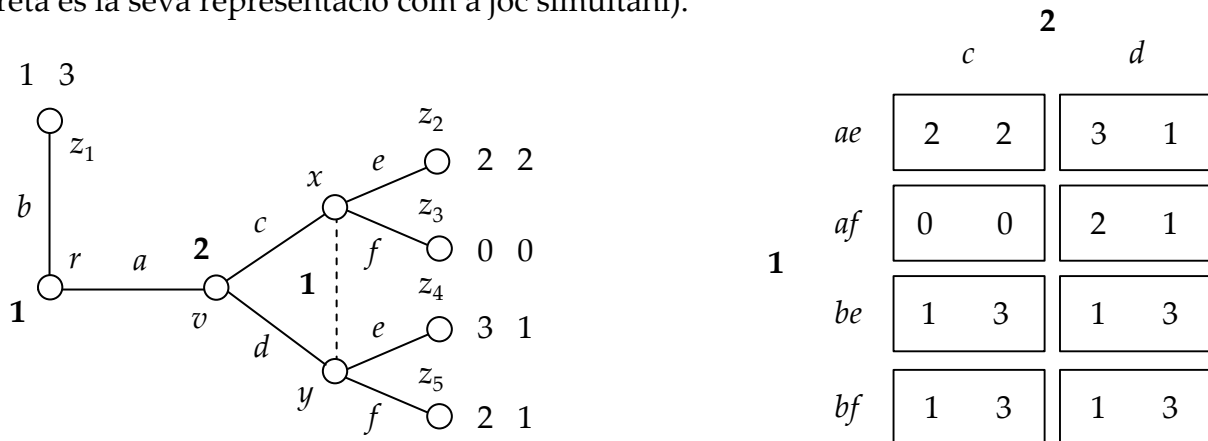 reta és la seva representació com a joc simultani).
2
c d
1 3
z1
z2
e 2 2
x
b
c
z3
f 0 0
2
r a
1
1
v
d
z4
e 3 1
y
z5
f 2 1
ae 2 2 3 1
af 0 0 2 1
1
be 1 3 1 3
bf 1 3 1 3